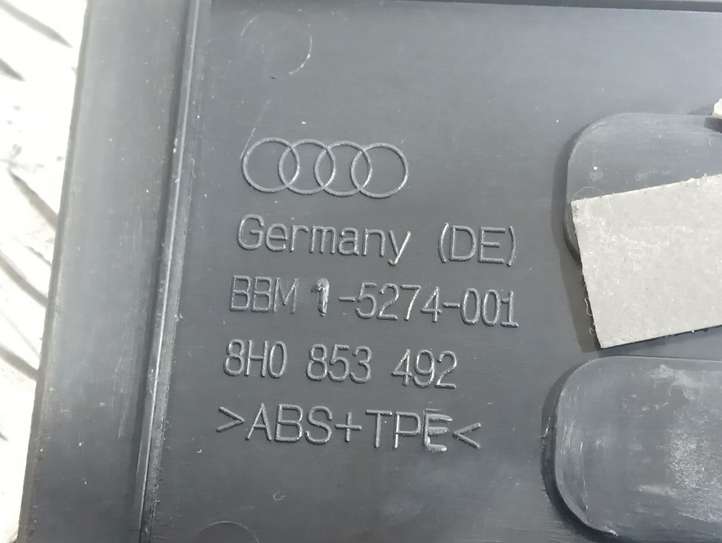 Germany (DE)
BBM 1-5274-001
8H0 853 492
>ABS+TPE<